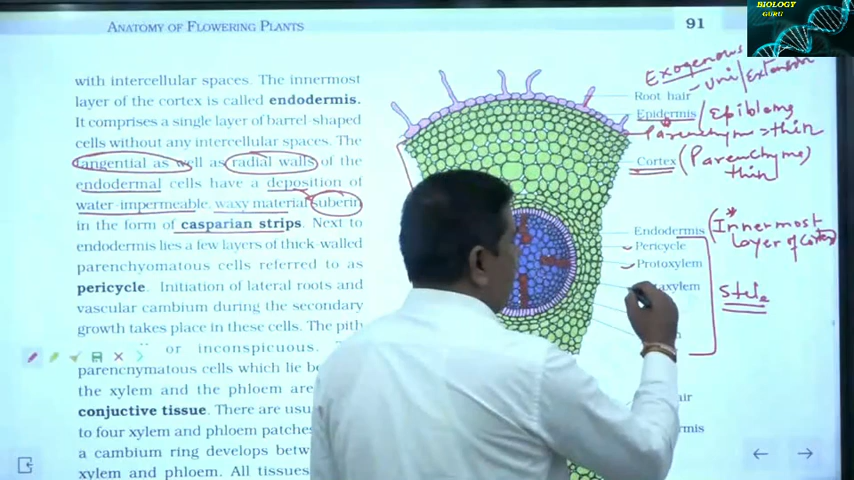 BIOLOGY
GURU
ANATOMY OF FLOWERING PLANTS
91
with intercellular spaces. The innermost
layer of the cortex is called endodermis.
It comprises a single layer of barrel-shaped
cells without any intercellular spaces. The
tangential as well as radial walls of the
endodermal cells have a deposition of
water-impermeable, waxy material suberin
in the form of casparian strips. Next to
endodermis lies a few layers of thick-walled
parenchyomatous cells referred to as
pericycle. Initiation of lateral roots and
vascular cambium during the secondary
growth takes place in these cells. The pith
or inconspicuous.
parenchymatous cells which lie
the xylem and the phloem are
conjuctive tissue. There are
to four xylem and phloem patches
a cambium ring develops
xylem and phloem. All tissues
Exogenous
Uni/Extension
Root hair
Epidermis / Epiblema
Parenchyme = thin
Cortex (Parenchyme)
thin
Endodermis (Innermost
layer of Cortex)
Pericycle
Protoxylem
Stele